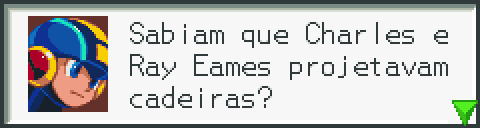 Sabiam que Charles e
Ray Eames projetavam
cadeiras?